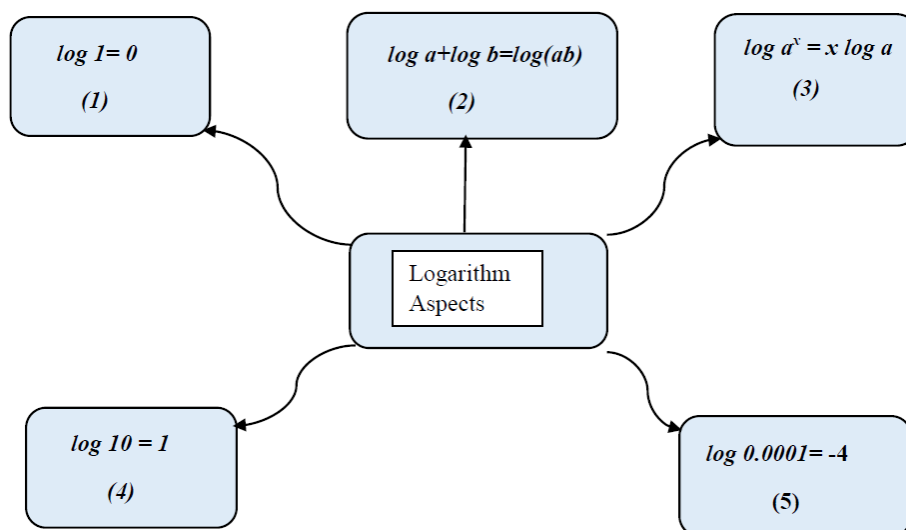 log 1= 0
(1)
log a+log b=log(ab)
(2)
log aˣ = x log a
(3)
Logarithm
Aspects
log 10 = 1
(4)
log 0.0001= -4
(5)